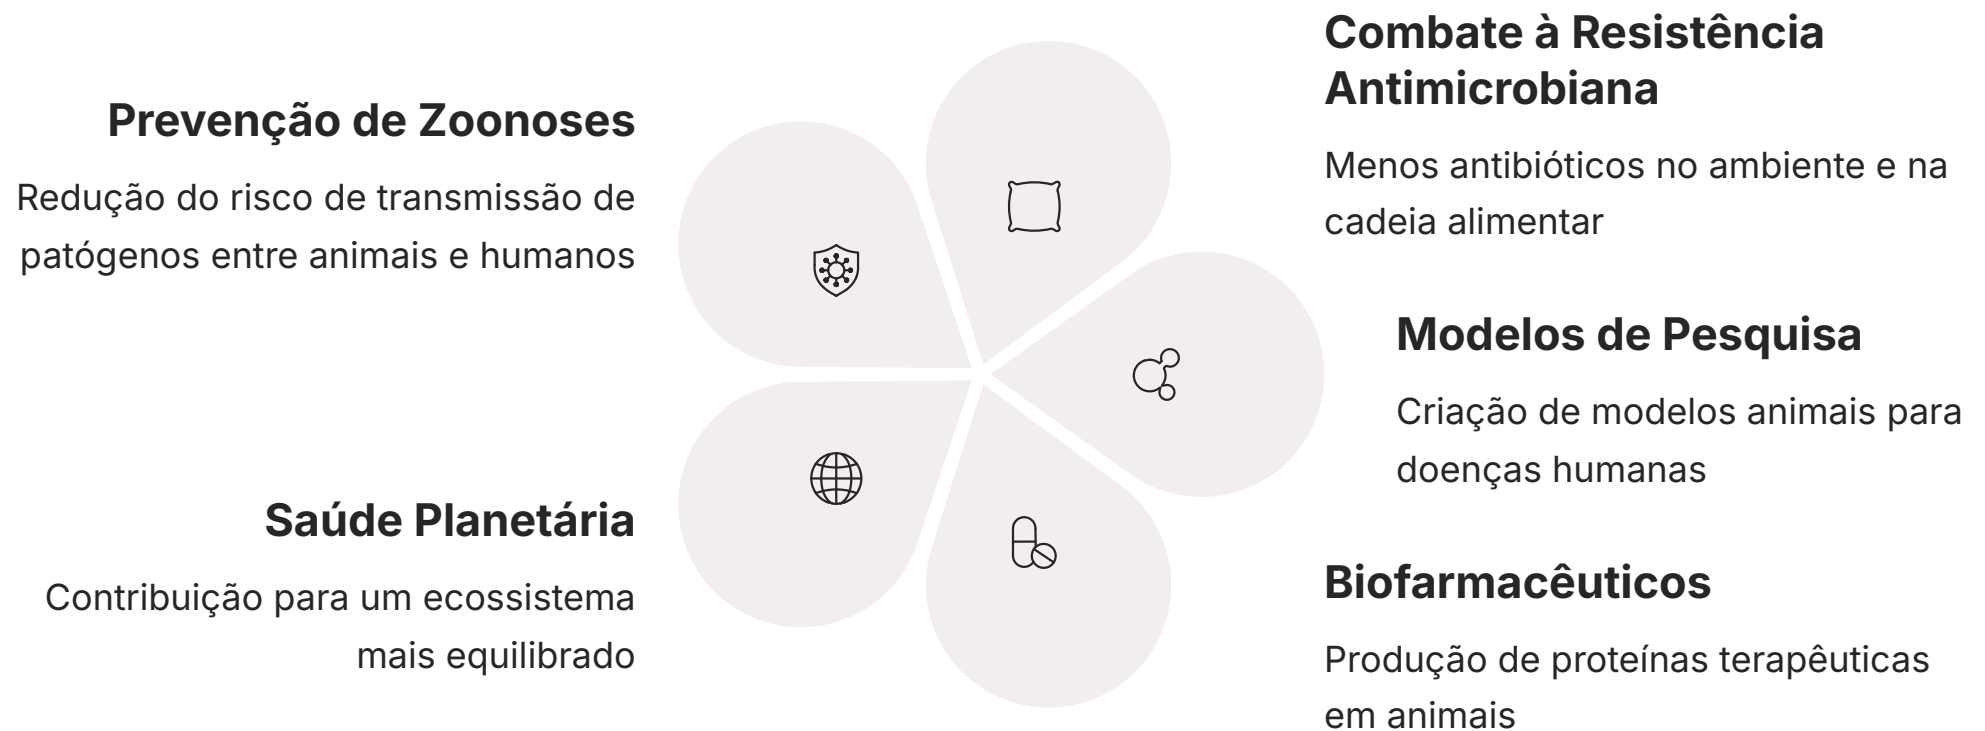 Prevenção de Zoonoses
Redução do risco de transmissão de
patógenos entre animais e humanos
Combate à Resistência
Antimicrobiana
Menos antibióticos no ambiente e na
cadeia alimentar
Modelos de Pesquisa
Criação de modelos animais para
doenças humanas
Saúde Planetária
Contribuição para um ecossistema
mais equilibrado
Biofarmacêuticos
Produção de proteínas terapêuticas
em animais